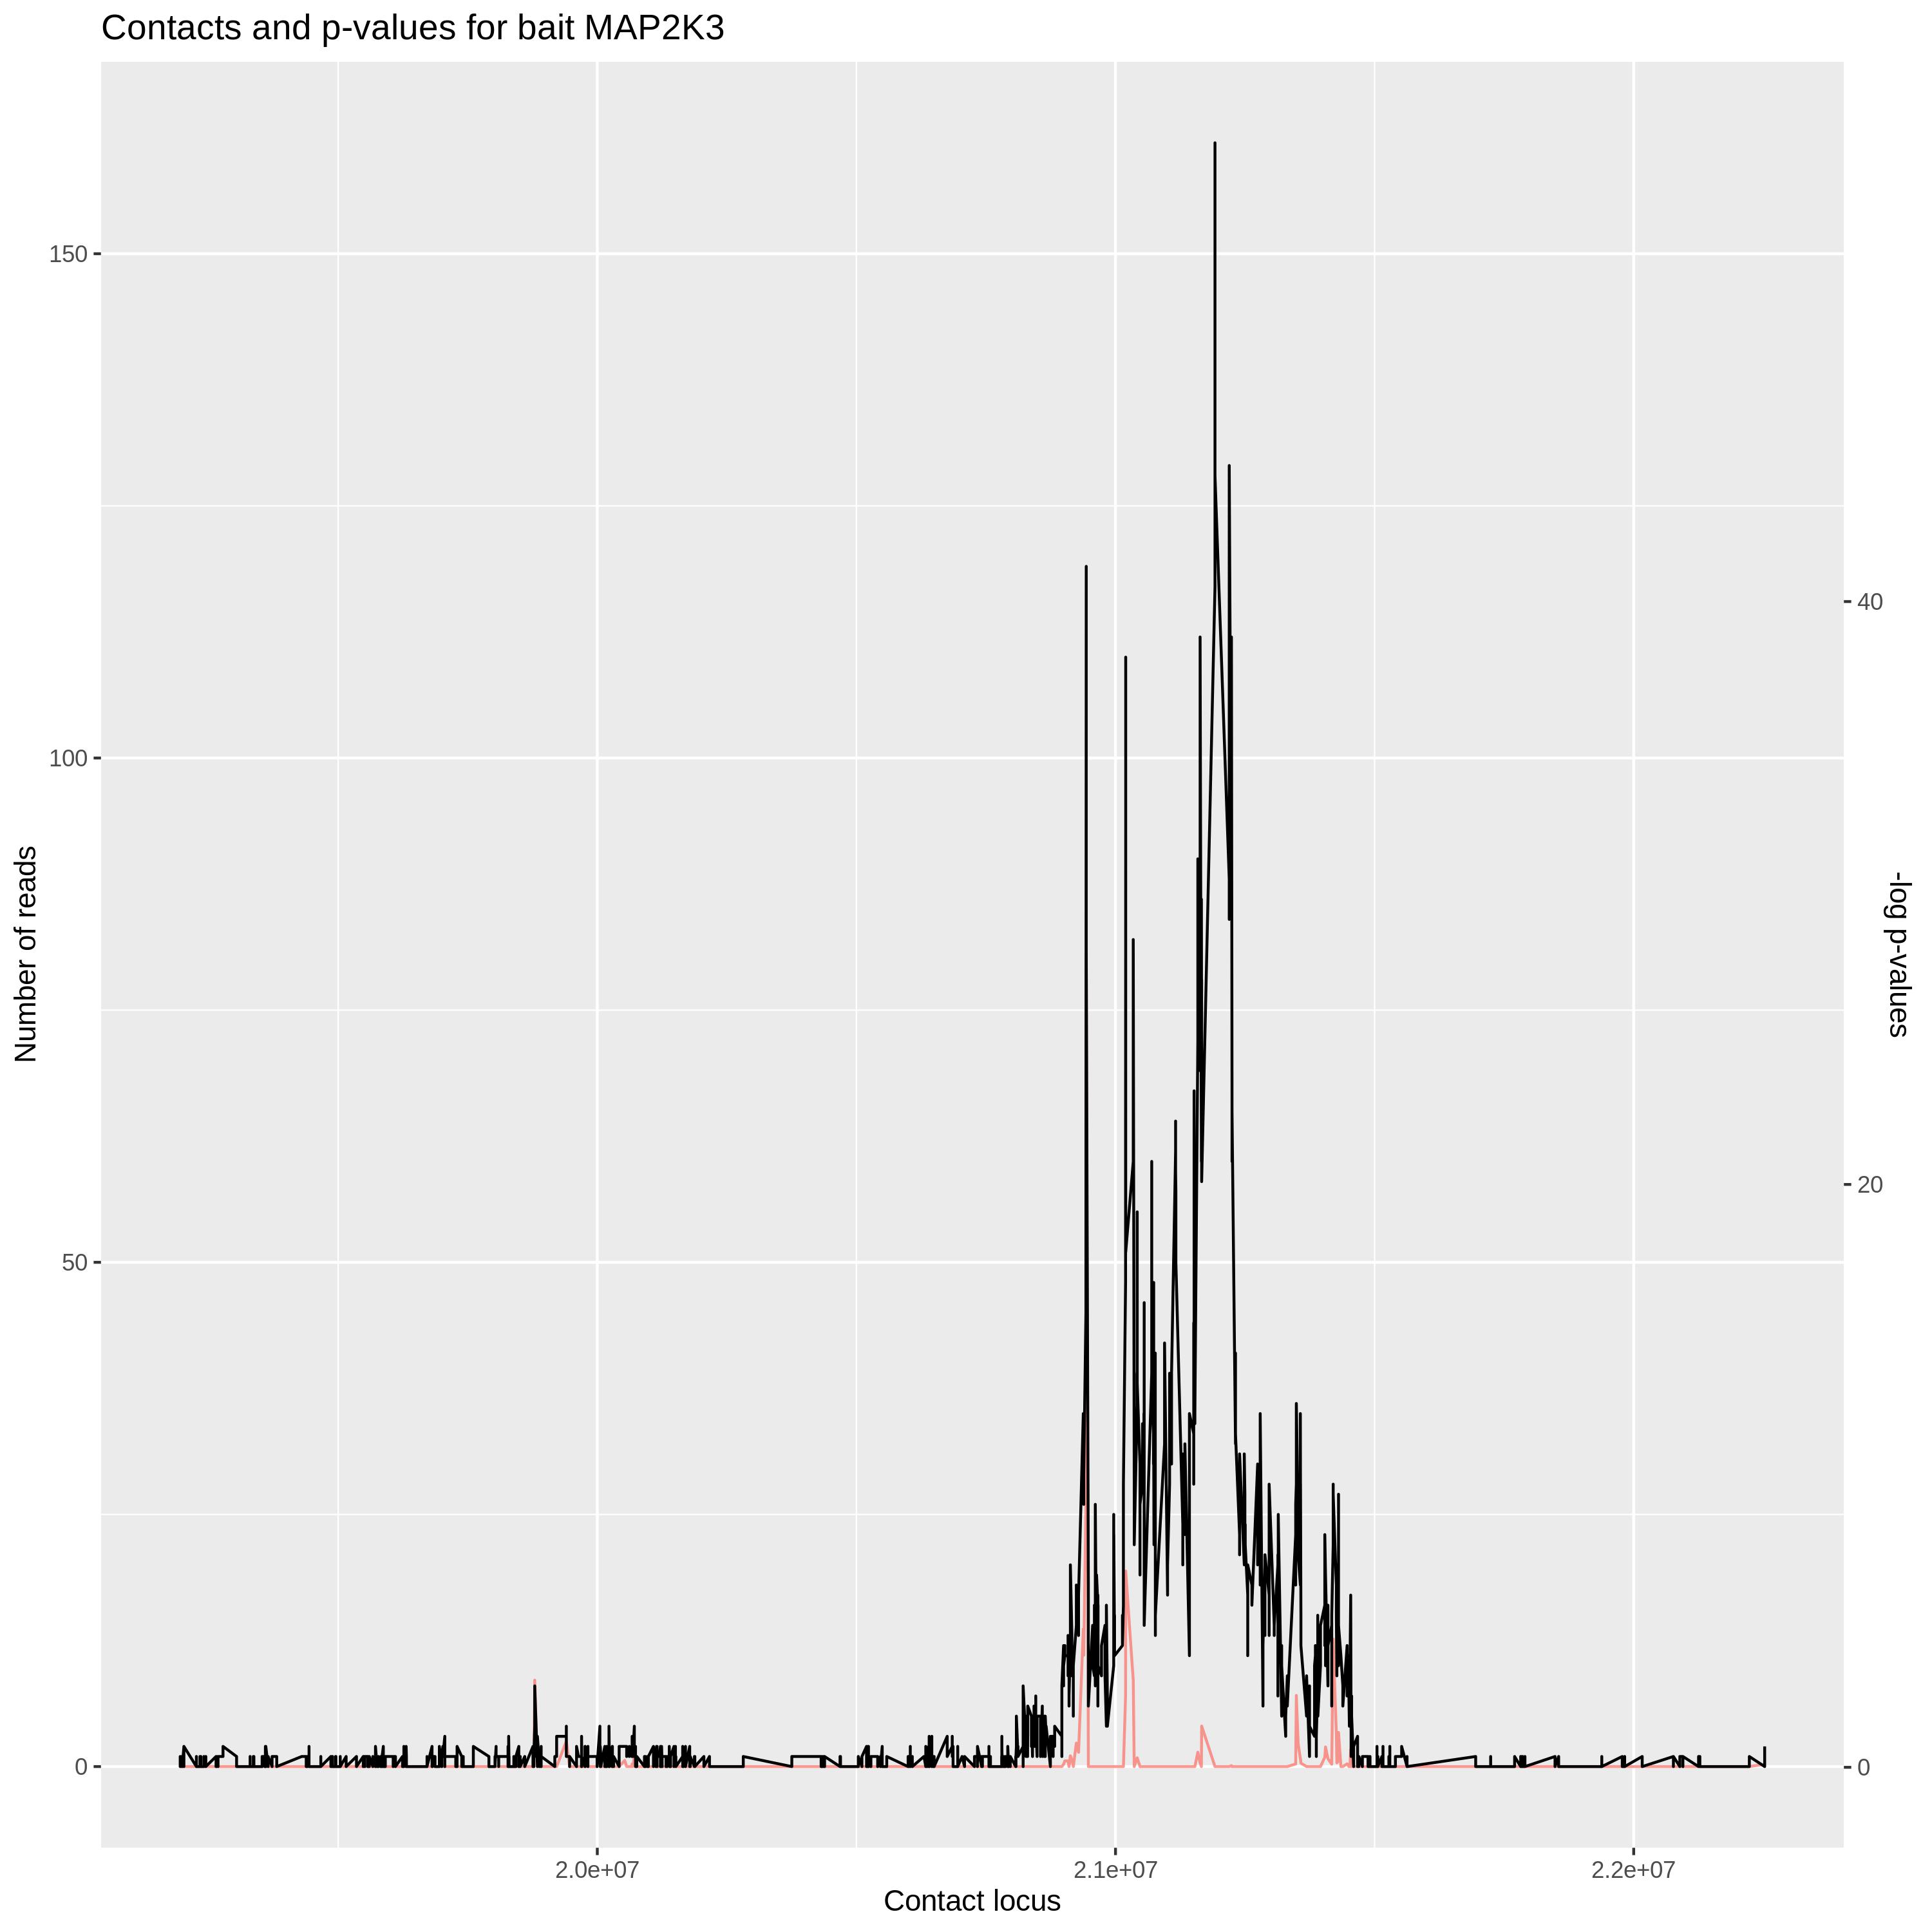 Contacts and p-values for bait MAP2K3
Number of reads
150
100
50
0
40
20
0
-log p-values
2.0e+07
2.1e+07
2.2e+07
Contact locus